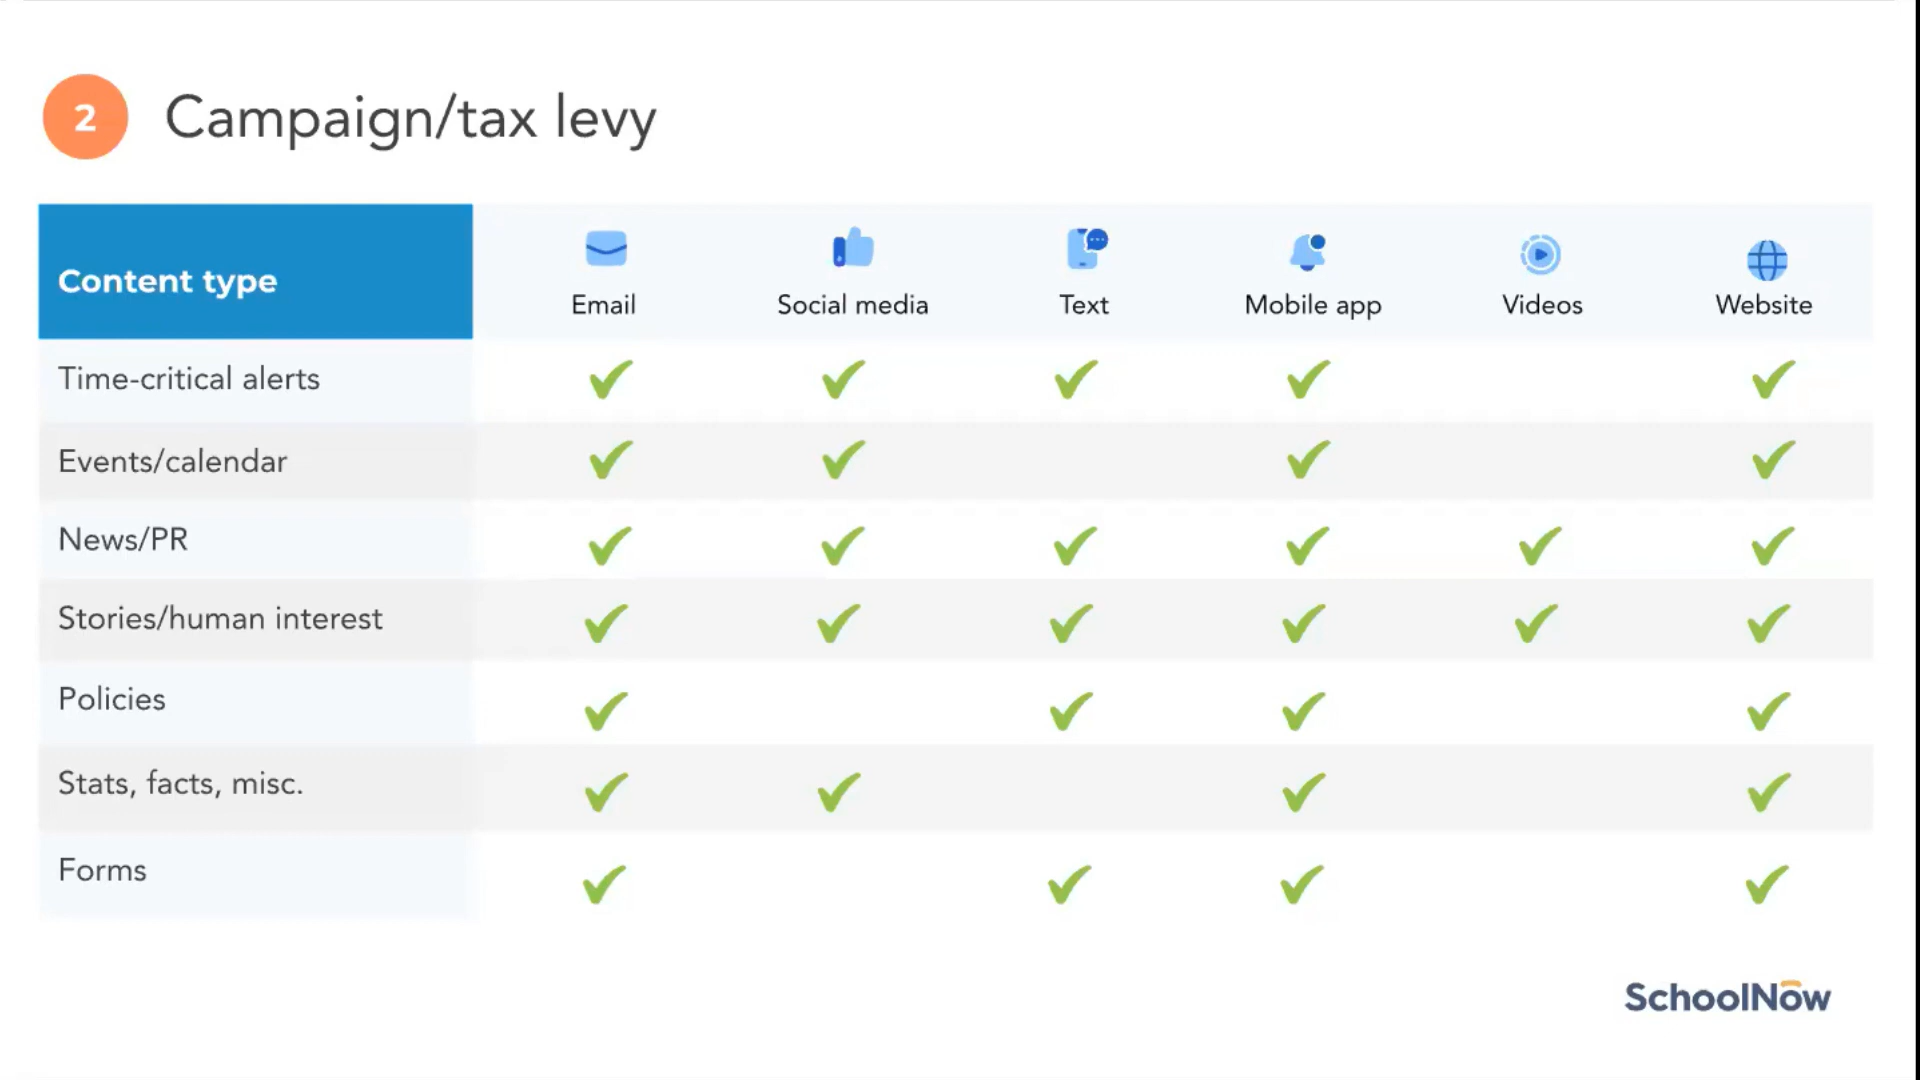 2
Campaign/tax levy
Content type
Email
Social media
Text
Mobile app
Videos
Website
Time-critical alerts
Events/calendar
News/PR
Stories/human interest
Policies
Stats, facts, misc.
Forms
SchoolNow